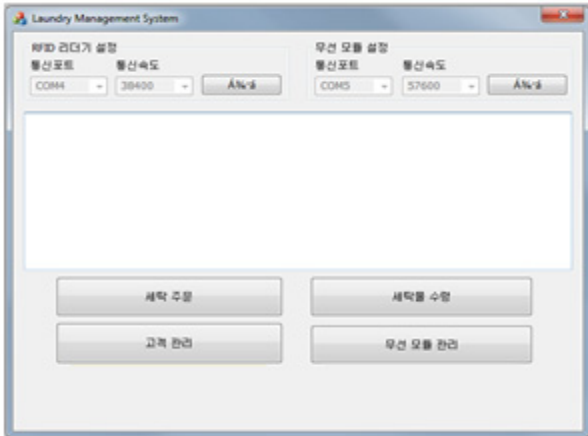 Laundry Management System
RFID 리더기 설정
무선 모듈 설정
통신포트 통신속도
통신포트 통신속도
COM4 38400
COM5 57600
세탁 주문 세탁물 수령
고객 관리 무선 모듈 관리